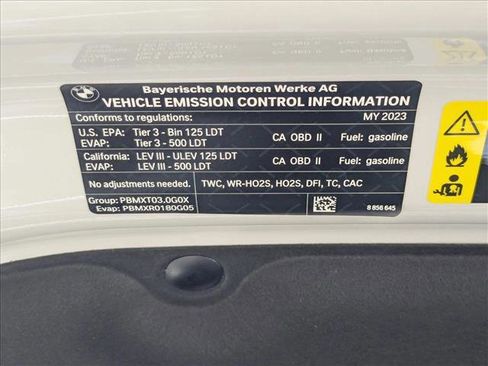 BMW
Bayerische Motoren Werke AG
VEHICLE EMISSION CONTROL INFORMATION
Conforms to regulations: MY 2023
U.S. EPA: Tier 3 - Bin 125 LDT CA OBD II Fuel: gasoline
EVAP: Tier 3 - 500 LDT
California: LEV III - ULEV 125 LDT CA OBD II Fuel: gasoline
EVAP: LEV III - 500 LDT
No adjustments needed. TWC, WR-HO2S, HO2S, DFI, TC, CAC
Group: PBMXT03.0G0X
Evap: PBMXR0180G05 8 856 645